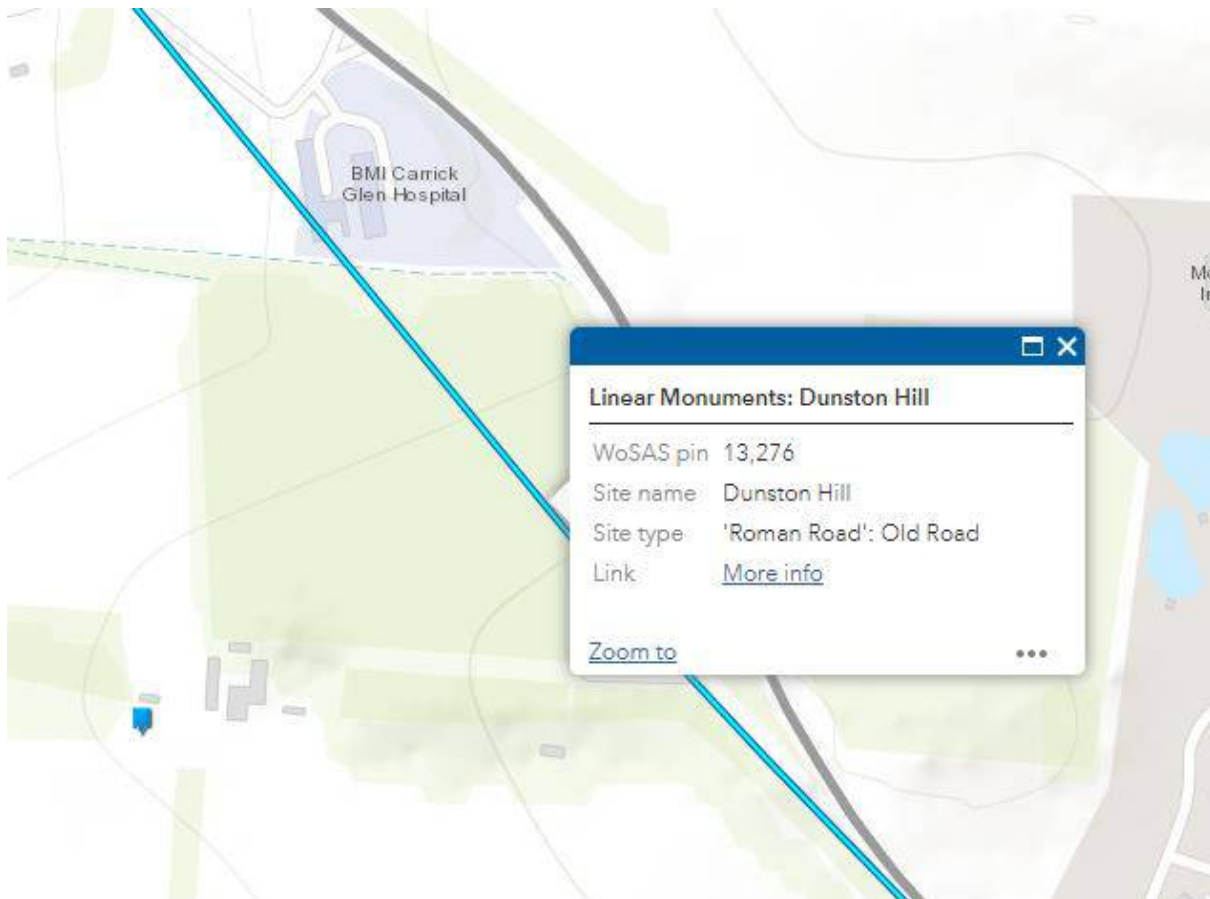 BMI Carrick
Glen Hospital
Linear Monuments: Dunston Hill
WoSAS pin 13,276
Site name Dunston Hill
Site type 'Roman Road': Old Road
Link More info
Zoom to